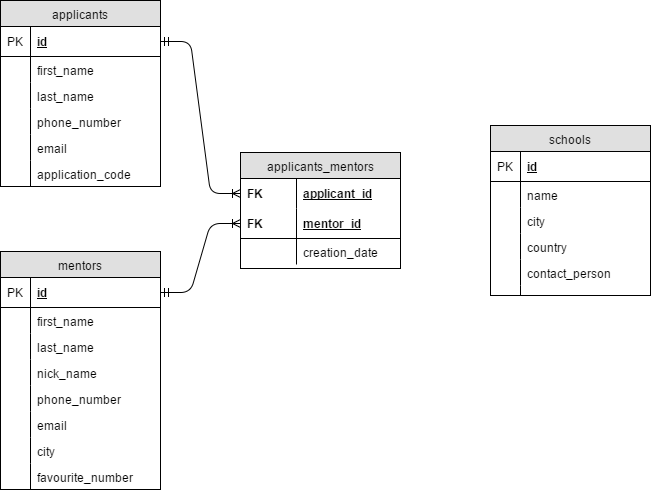 applicants
PK id
first_name
last_name
phone_number
email
application_code
applicants_mentors
FK applicant_id
FK mentor_id
creation_date
schools
PK id
name
city
country
contact_person
mentors
PK id
first_name
last_name
nick_name
phone_number
email
city
favourite_number